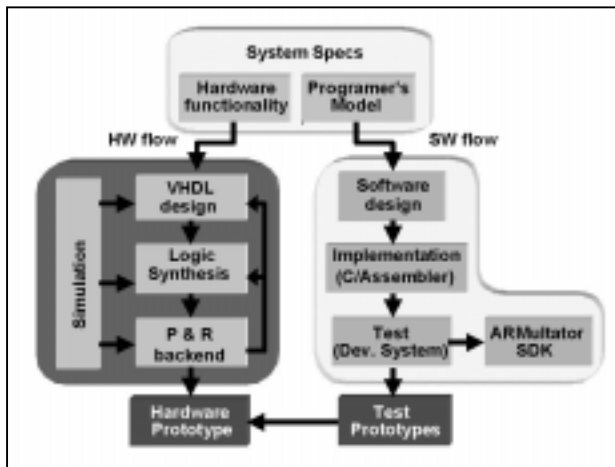 System Specs
Hardware
functionality
Programer's
Model
HW flow
SW flow
Simulation
VHDL
design
Logic
Synthesis
P & R
backend
Software
design
Implementation
(C/Assembler)
Test
(Dev. System)
ARMultator
SDK
Hardware
Prototype
Test
Prototypes